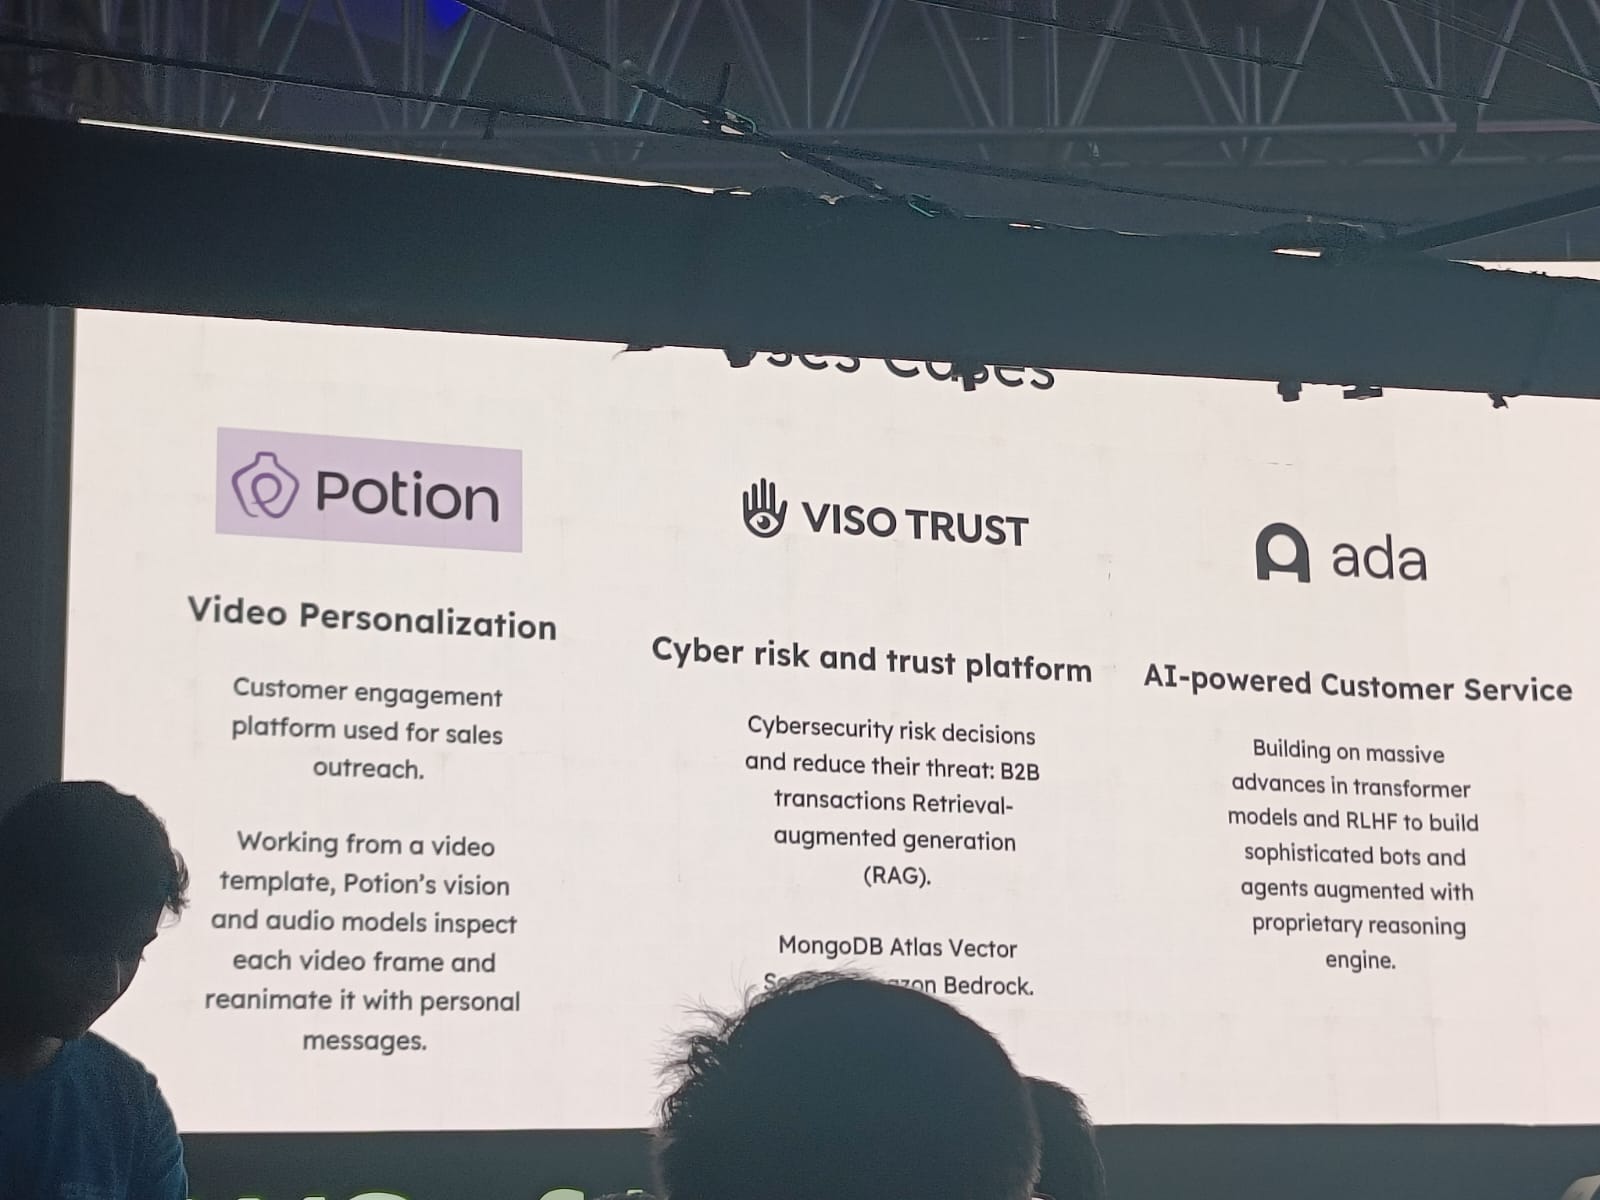 Uses Cases
Potion
Video Personalization
Customer engagement
platform used for sales
outreach.
Working from a video
template, Potion's vision
and audio models inspect
each video frame and
reanimate it with personal
messages.
VISO TRUST
Cyber risk and trust platform
Cybersecurity risk decisions
and reduce their threat: B2B
transactions Retrieval-
augmented generation
(RAG).
MongoDB Atlas Vector
Bedrock.
ada
AI-powered Customer Service
Building on massive
advances in transformer
models and RLHF to build
sophisticated bots and
agents augmented with
proprietary reasoning
engine.